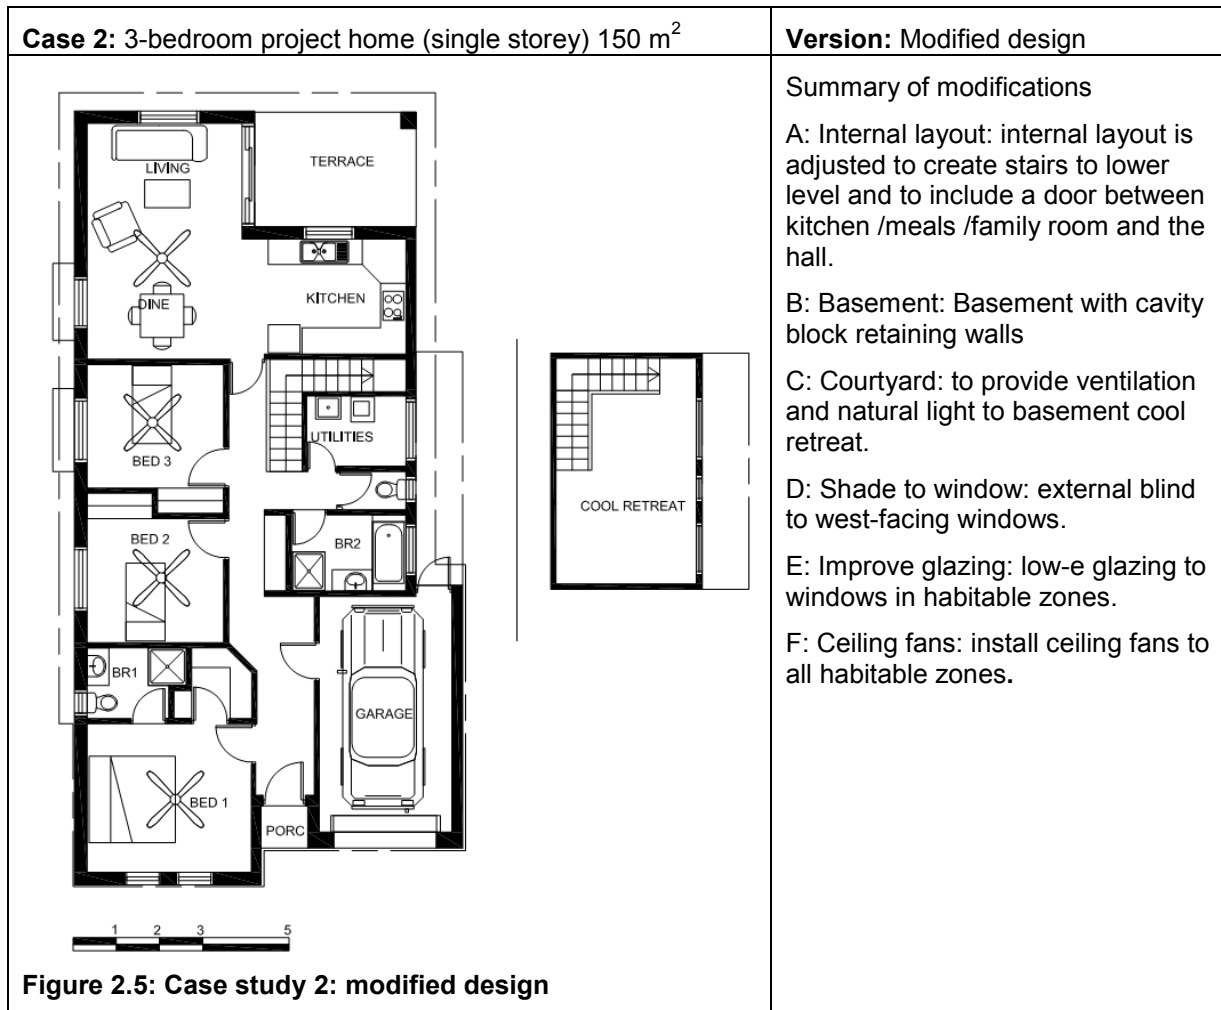 Case 2: 3-bedroom project home (single storey) 150 m²
Version: Modified design
LIVING
TERRACE
DINE
KITCHEN
BED 3
UTILITIES
BED 2
BR2
BR1
GARAGE
BED 1
PORC
COOL RETREAT
1 2 3 5
Figure 2.5: Case study 2: modified design
Summary of modifications
A: Internal layout: internal layout is
adjusted to create stairs to lower
level and to include a door between
kitchen /meals /family room and the
hall.
B: Basement: Basement with cavity
block retaining walls
C: Courtyard: to provide ventilation
and natural light to basement cool
retreat.
D: Shade to window: external blind
to west-facing windows.
E: Improve glazing: low-e glazing to
windows in habitable zones.
F: Ceiling fans: install ceiling fans to
all habitable zones.